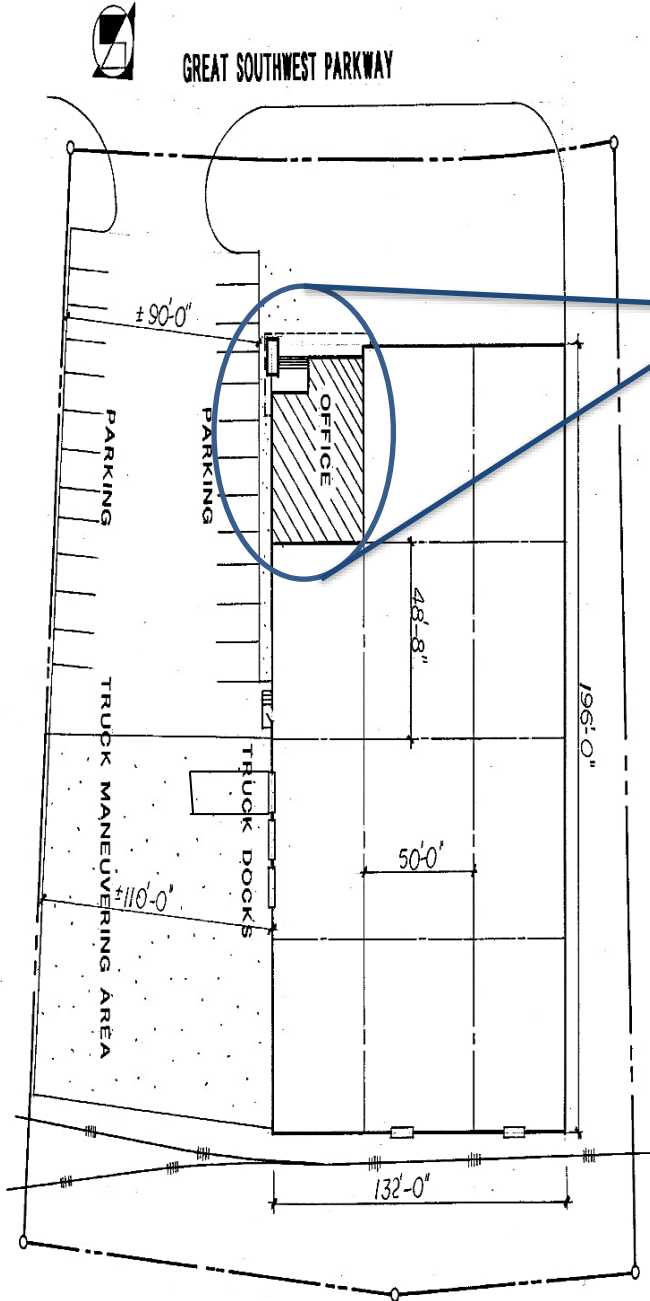 GREAT SOUTHWEST PARKWAY
± 90'-0"
PARKING
PARKING
OFFICE
48'-8"
196'-0"
TRUCK MANEUVERING AREA
TRUCK DOCKS
50'-0"
±110'-0"
132'-0"